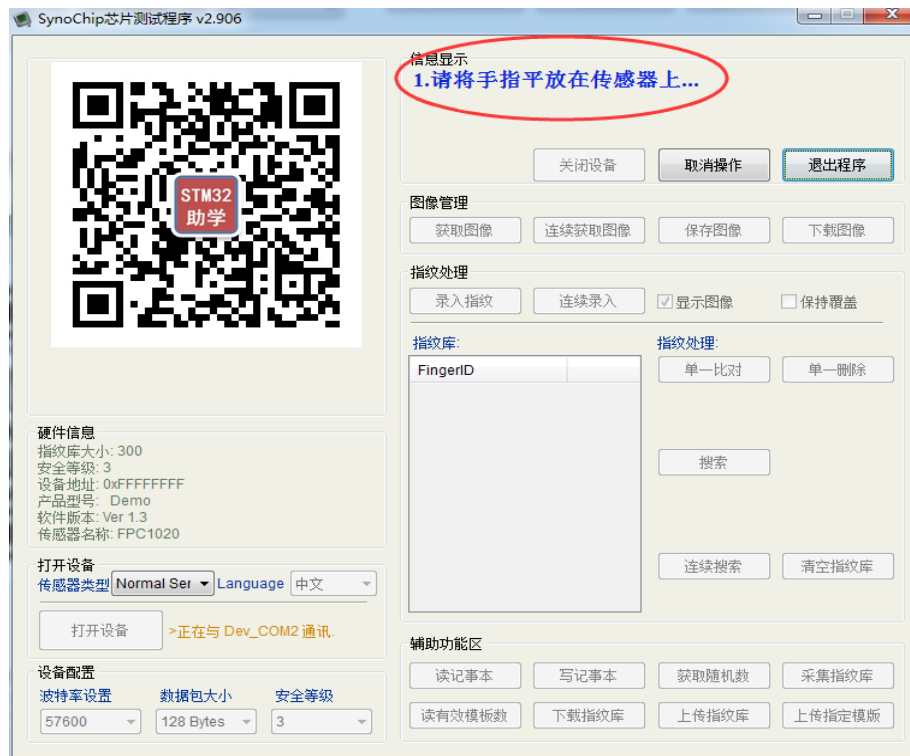 SynoChip芯片测试程序 v2.906
STM32
助学
信息显示
1.请将手指平放在传感器上...
关闭设备 取消操作 退出程序
图像管理
获取图像 连续获取图像 保存图像 下载图像
指纹处理
录入指纹 连续录入 显示图像 保持覆盖
指纹库: 指纹处理:
FingerID
单一比对 单一删除
搜索
连续搜索 清空指纹库
硬件信息
指纹库大小: 300
安全等级: 3
设备地址: 0xFFFFFFFF
产品型号: Demo
软件版本: Ver 1.3
传感器名称: FPC1020
打开设备
传感器类型 Normal Ser Language 中文
打开设备 >正在与 Dev_COM2 通讯.
设备配置
波特率设置 数据包大小 安全等级
57600 128 Bytes 3
辅助功能区
读记事本 写记事本 获取随机数 采集指纹库
读有效模板数 下载指纹库 上传指纹库 上传指定模版